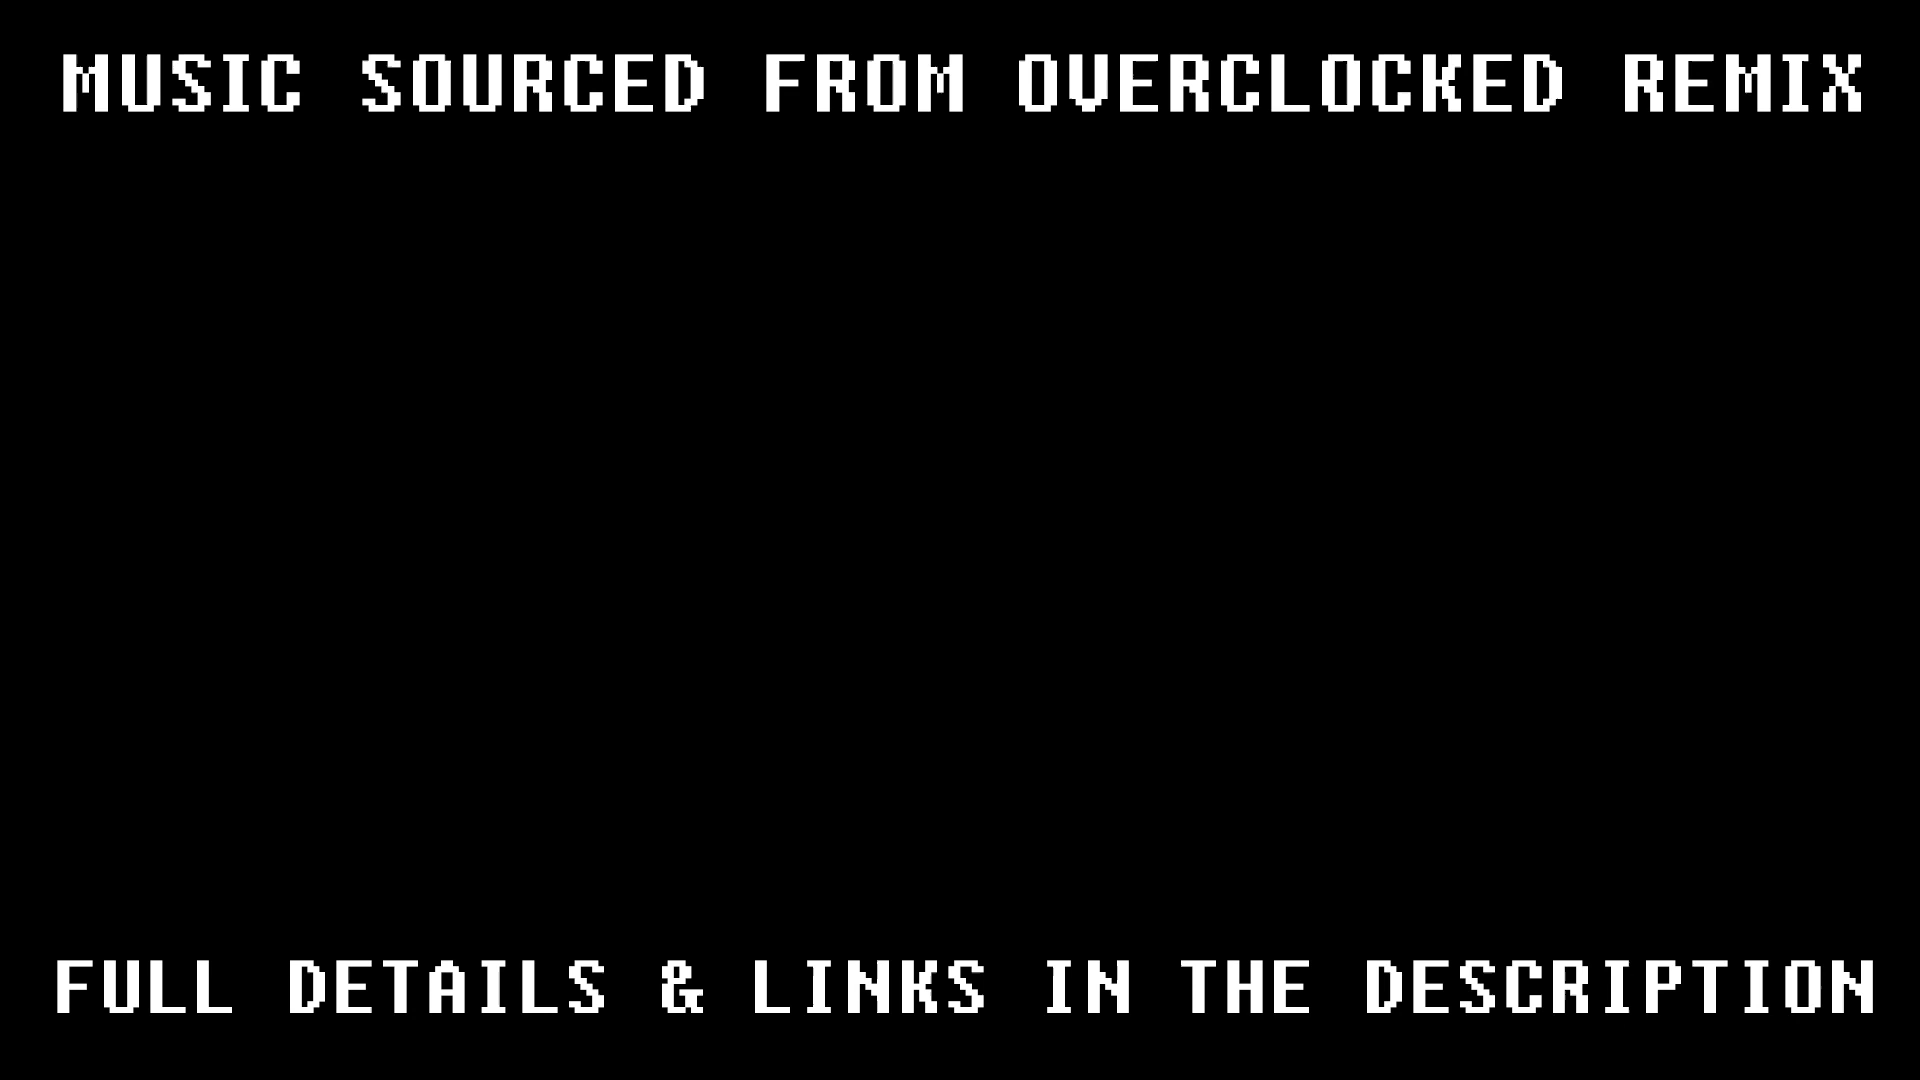 MUSIC SOURCED FROM OVERCLOCKED REMIX
FULL DETAILS & LINKS IN THE DESCRIPTION